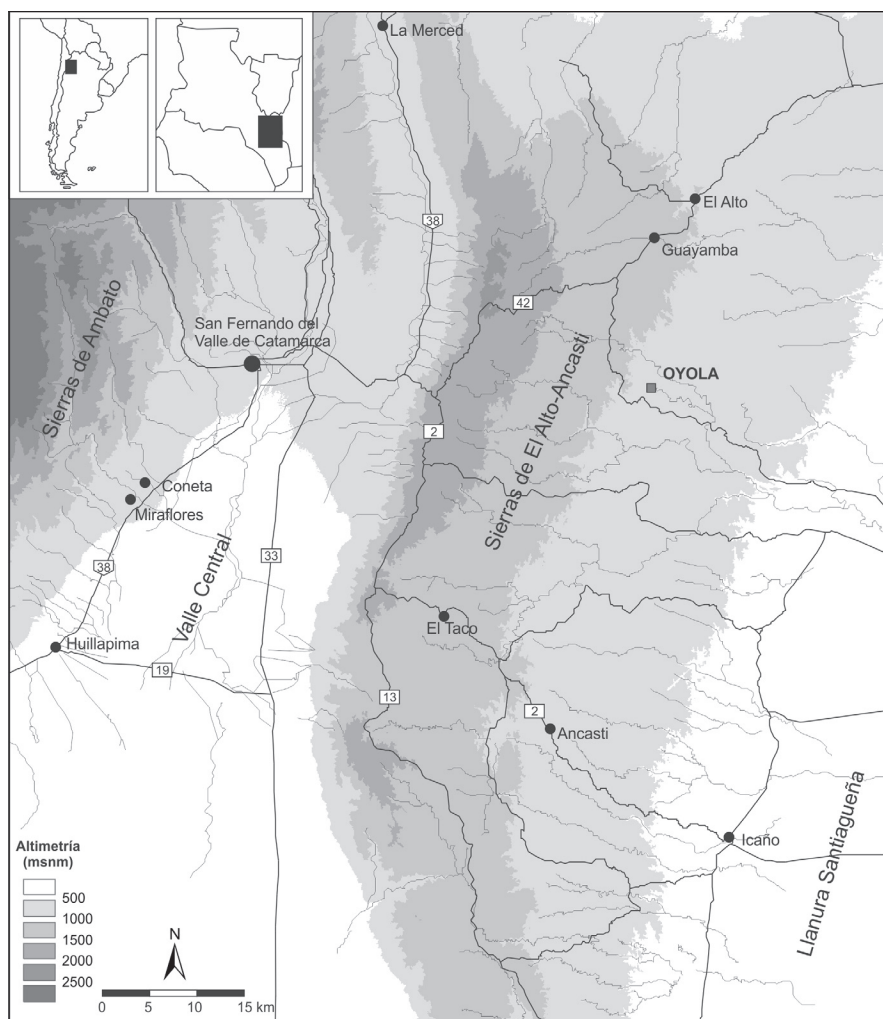 La Merced
38
El Alto
Guayamba
42
Sierras de Ambato
San Fernando del
Valle de Catamarca
OYOLA
2
Sierras de El Alto-Ancasti
Coneta
Miraflores
38
Valle Central
33
El Taco
Huillapima
19
13
2
Ancasti
Icaño
Llanura Santiagueña
Altimetría
(msnm)
500
1000
1500
2000
2500
N
0 5 10 15 km